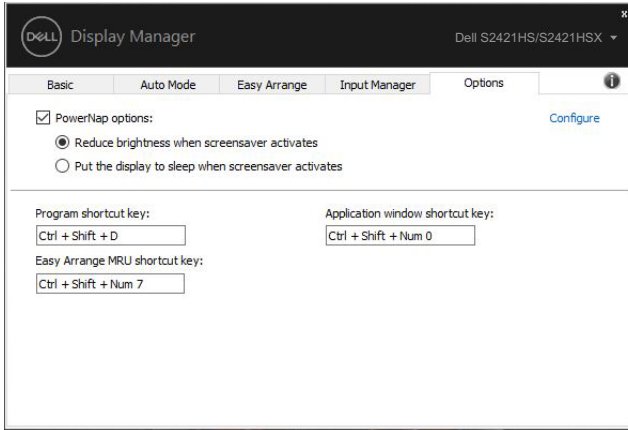 x
DELL Display Manager
Dell S2421HS/S2421HSX
Basic Auto Mode Easy Arrange Input Manager Options i
PowerNap options: Configure
Reduce brightness when screensaver activates
Put the display to sleep when screensaver activates
Program shortcut key:
Ctrl + Shift + D
Application window shortcut key:
Ctrl + Shift + Num 0
Easy Arrange MRU shortcut key:
Ctrl + Shift + Num 7